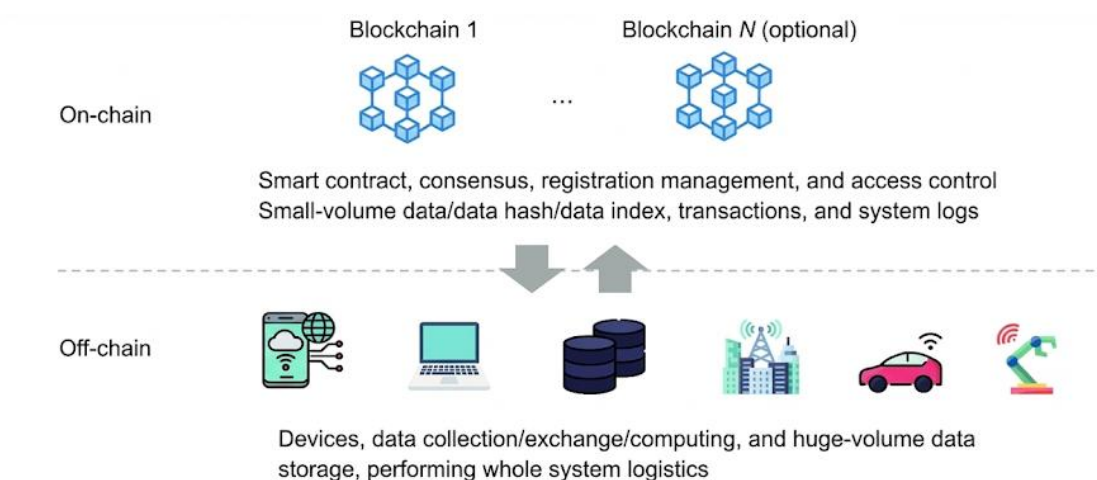 Blockchain 1
Blockchain N (optional)
On-chain
...
Smart contract, consensus, registration management, and access control
Small-volume data/data hash/data index, transactions, and system logs
Off-chain
Devices, data collection/exchange/computing, and huge-volume data
storage, performing whole system logistics